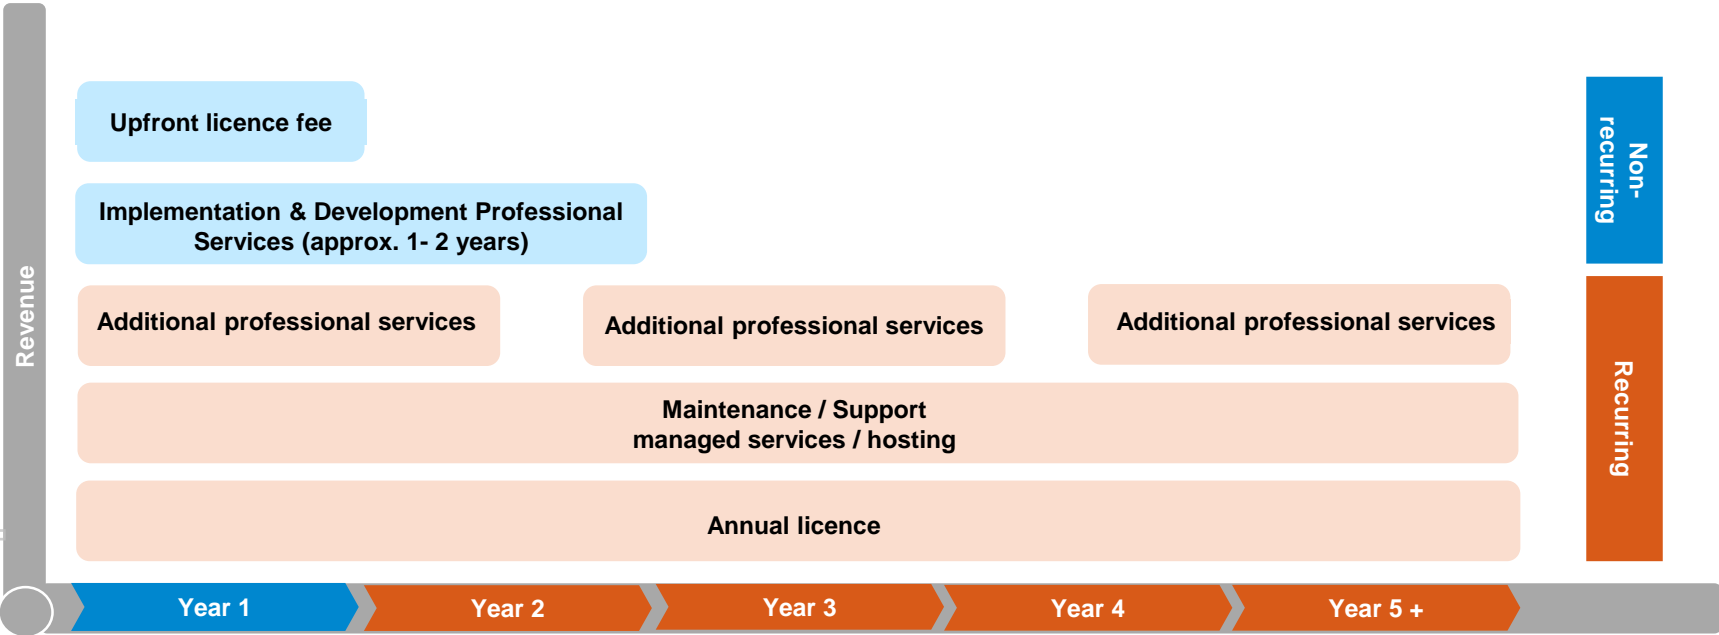 Upfront licence fee
Implementation & Development Professional
Services (approx. 1- 2 years)
Additional professional services
Additional professional services
Additional professional services
Maintenance / Support
managed services / hosting
Annual licence
Revenue
Non-
recurring
Recurring
Year 1
Year 2
Year 3
Year 4
Year 5 +